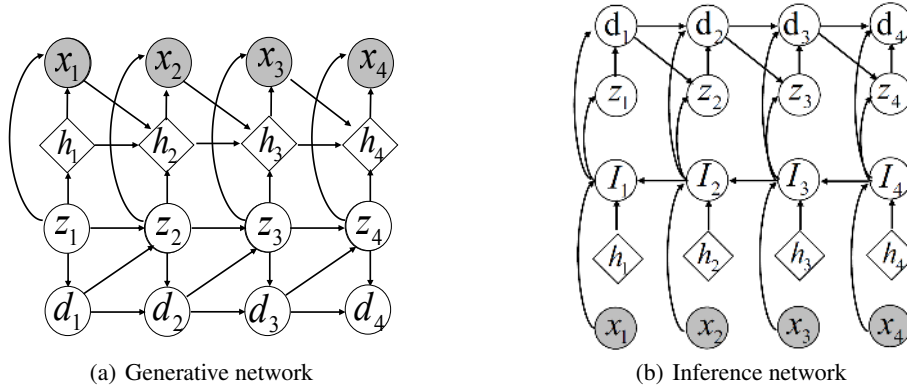 x₁ x₂ x₃ x₄
h₁ h₂ h₃ h₄
z₁ z₂ z₃ z₄
d₁ d₂ d₃ d₄
(a) Generative network
d₁ d₂ d₃ d₄
z₁ z₂ z₃ z₄
I₁ I₂ I₃ I₄
h₁ h₂ h₃ h₄
x₁ x₂ x₃ x₄
(b) Inference network